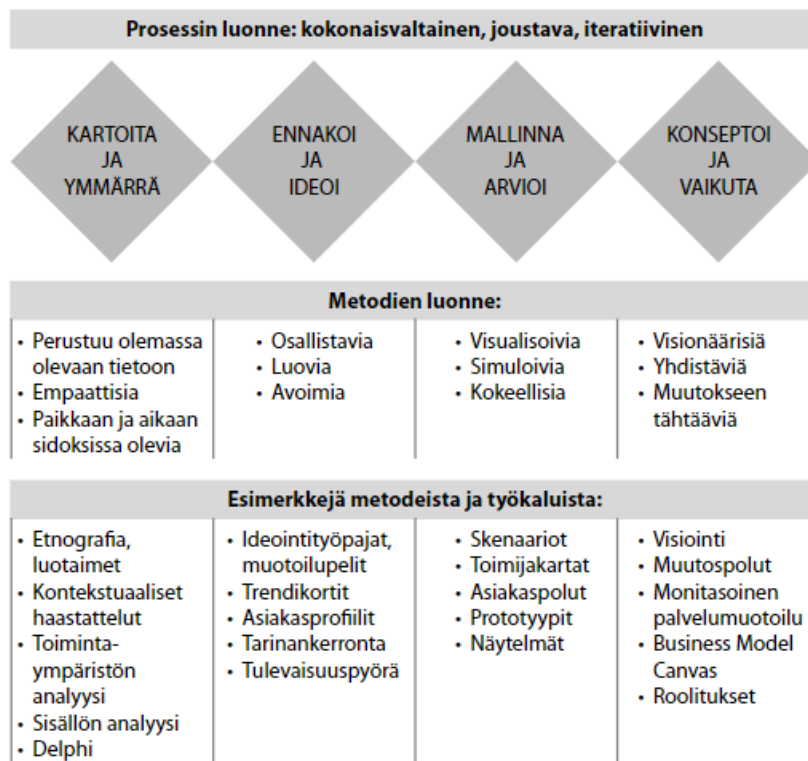 Prosessin luonne: kokonaisvaltainen, joustava, iteratiivinen
KARTOITA
JA
YMMÄRRÄ
ENNAKOI
JA
IDEOI
MALLINNA
JA
ARVIOI
KONSEPTOI
JA
VAIKUTA
Metodien luonne:
• Perustuu olemassa
olevaan tietoon
• Empaattisia
• Paikkaan ja aikaan
sidoksissa olevia
• Osallistavia
• Luovia
• Avoimia
• Visualisoivia
• Simuloivia
• Kokeellisia
• Visionäärisiä
• Yhdistäviä
• Muutokseen
tähtääviä
Esimerkkejä metodeista ja työkaluista:
• Etnografia,
luotaimet
• Kontekstuaaliset
haastattelut
• Toiminta-
ympäristön
analyysi
• Sisällön analyysi
• Delphi
• Ideointityöpajat,
muotoilupelit
• Trendikortit
• Asiakasprofiilit
• Tarinankerronta
• Tulevaisuuspyörä
• Skenaariot
• Toimijakartat
• Asiakaspolut
• Prototyypit
• Näytelmät
• Visiointi
• Muutospolut
• Monitasoinen
palvelumuotoilu
• Business Model
Canvas
• Roolitukset